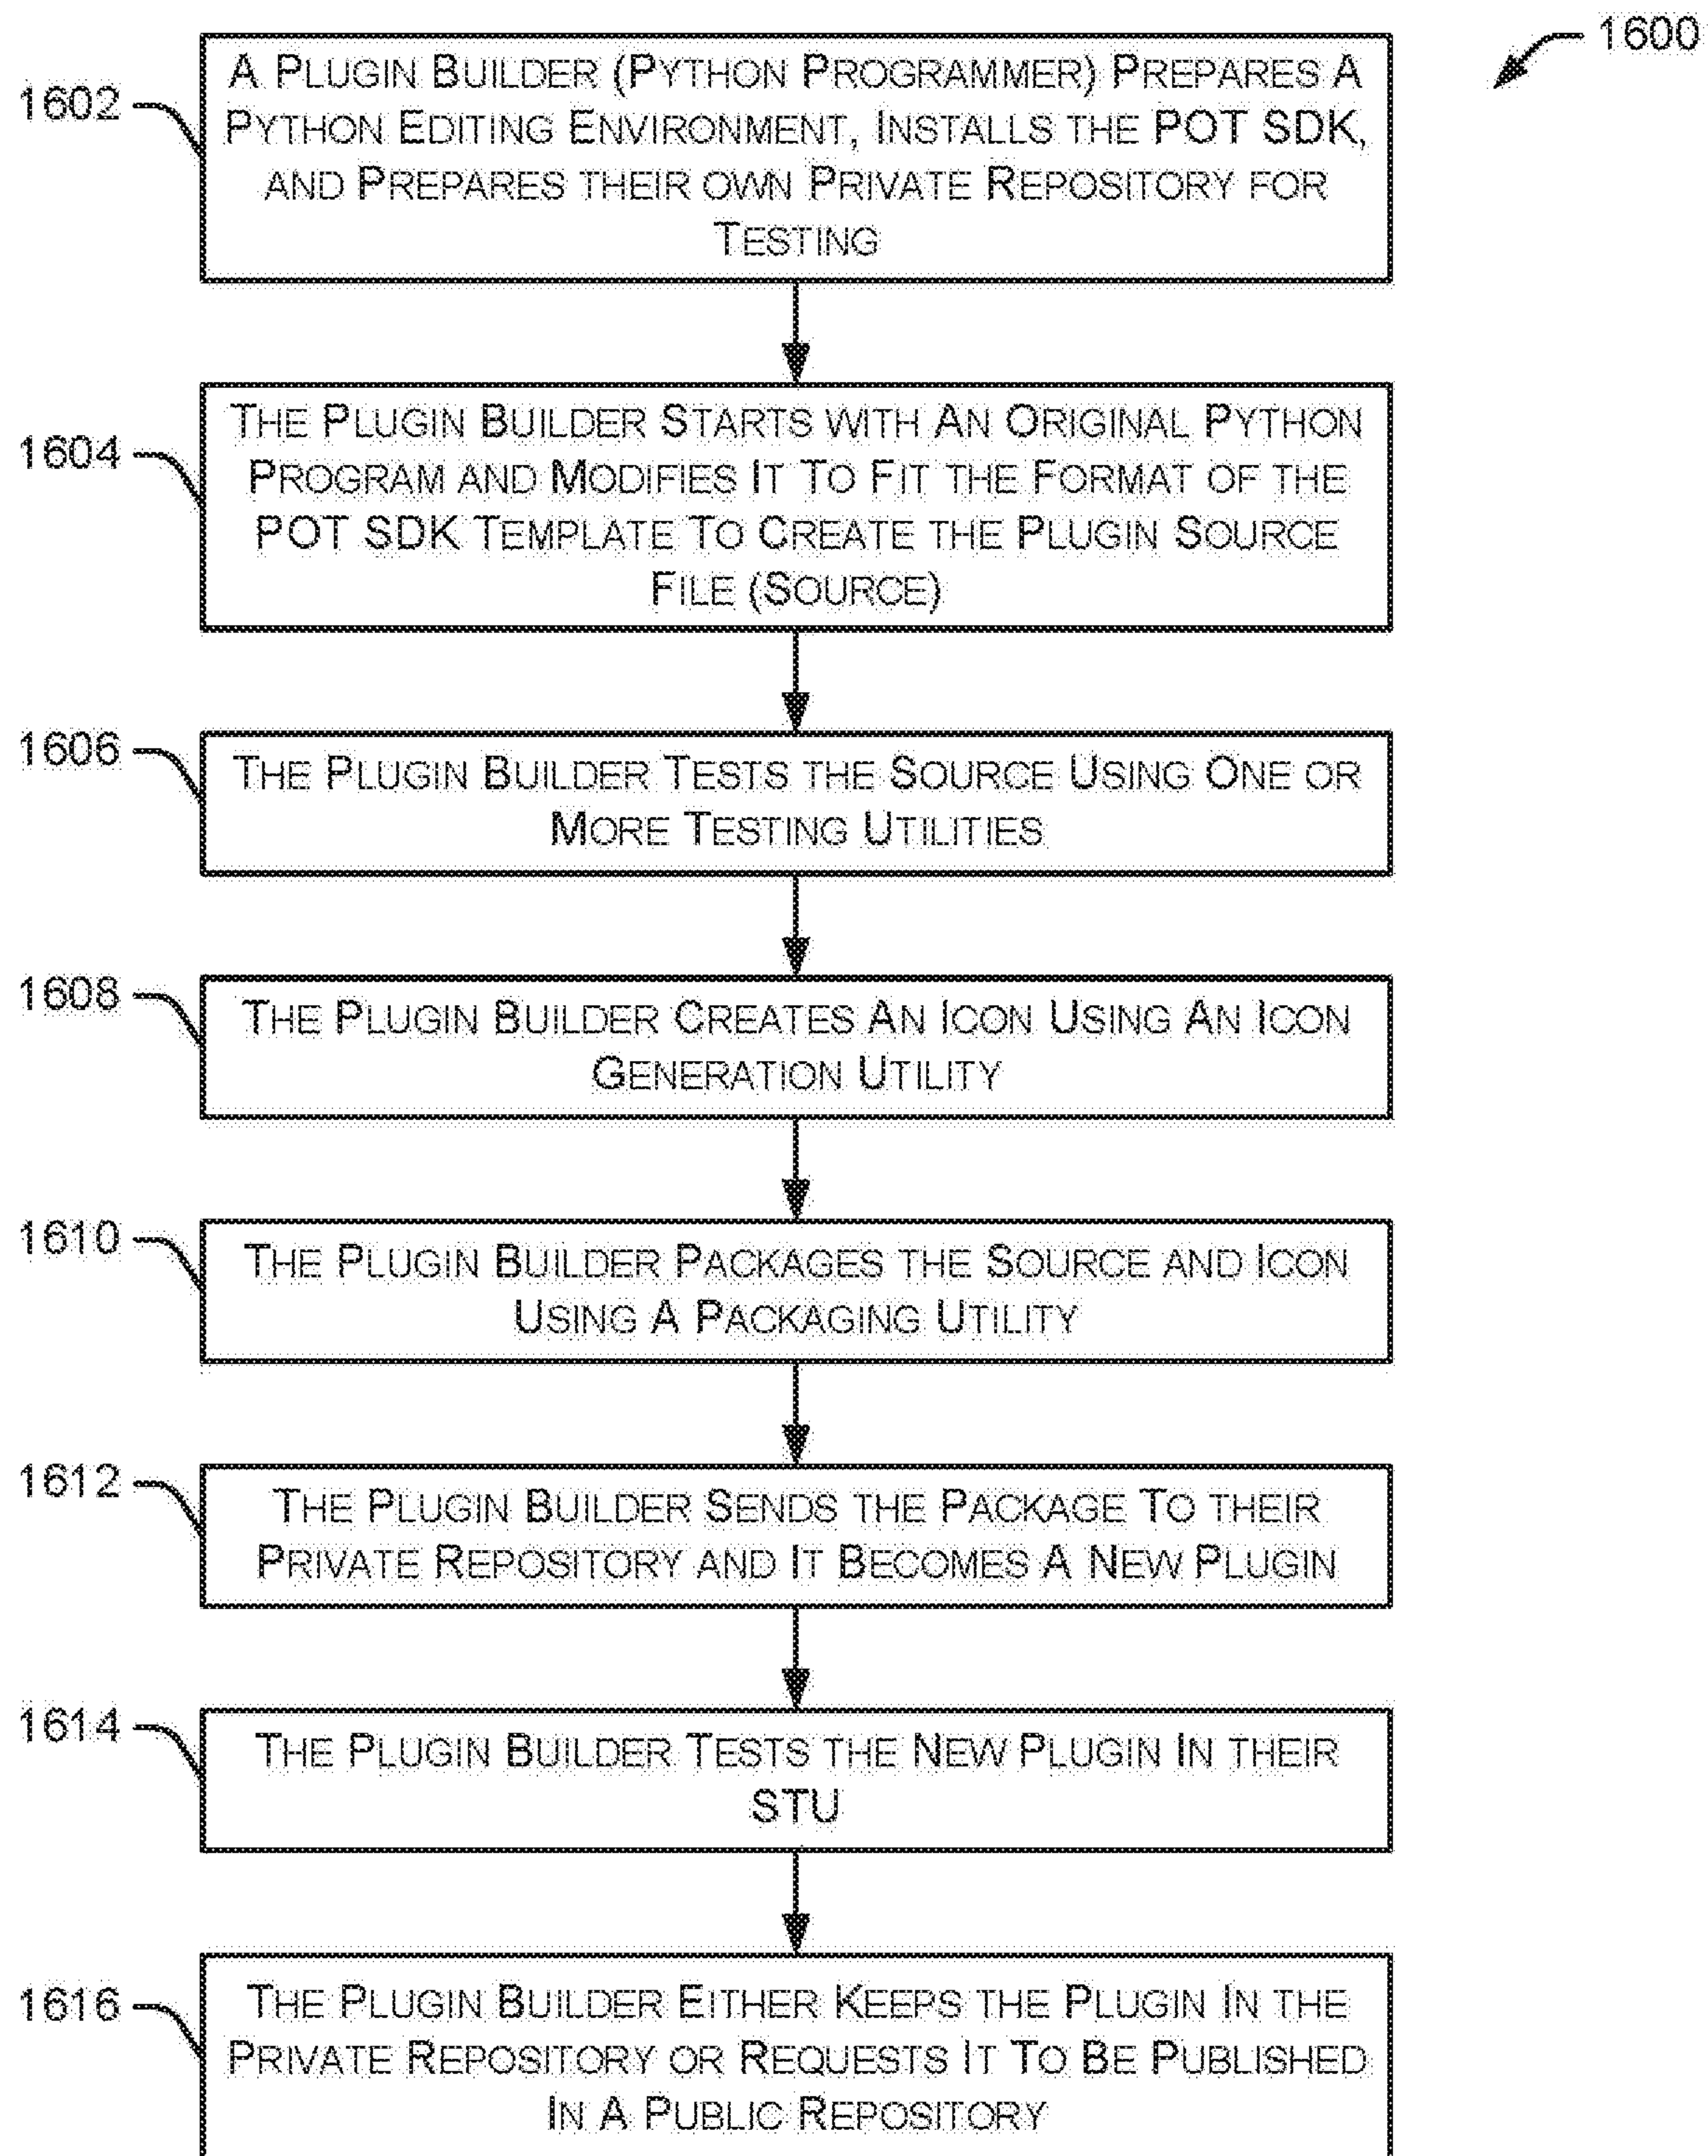 1600
1602
A PLUGIN BUILDER (PYTHON PROGRAMMER) PREPARES A
PYTHON EDITING ENVIRONMENT, INSTALLS THE POT SDK,
AND PREPARES THEIR OWN PRIVATE REPOSITORY FOR
TESTING
1604
THE PLUGIN BUILDER STARTS WITH AN ORIGINAL PYTHON
PROGRAM AND MODIFIES IT TO FIT THE FORMAT OF THE
POT SDK TEMPLATE TO CREATE THE PLUGIN SOURCE
FILE (SOURCE)
1606
THE PLUGIN BUILDER TESTS THE SOURCE USING ONE OR
MORE TESTING UTILITIES
1608
THE PLUGIN BUILDER CREATES AN ICON USING AN ICON
GENERATION UTILITY
1610
THE PLUGIN BUILDER PACKAGES THE SOURCE AND ICON
USING A PACKAGING UTILITY
1612
THE PLUGIN BUILDER SENDS THE PACKAGE TO THEIR
PRIVATE REPOSITORY AND IT BECOMES A NEW PLUGIN
1614
THE PLUGIN BUILDER TESTS THE NEW PLUGIN IN THEIR
STU
1616
THE PLUGIN BUILDER EITHER KEEPS THE PLUGIN IN THE
PRIVATE REPOSITORY OR REQUESTS IT TO BE PUBLISHED
IN A PUBLIC REPOSITORY